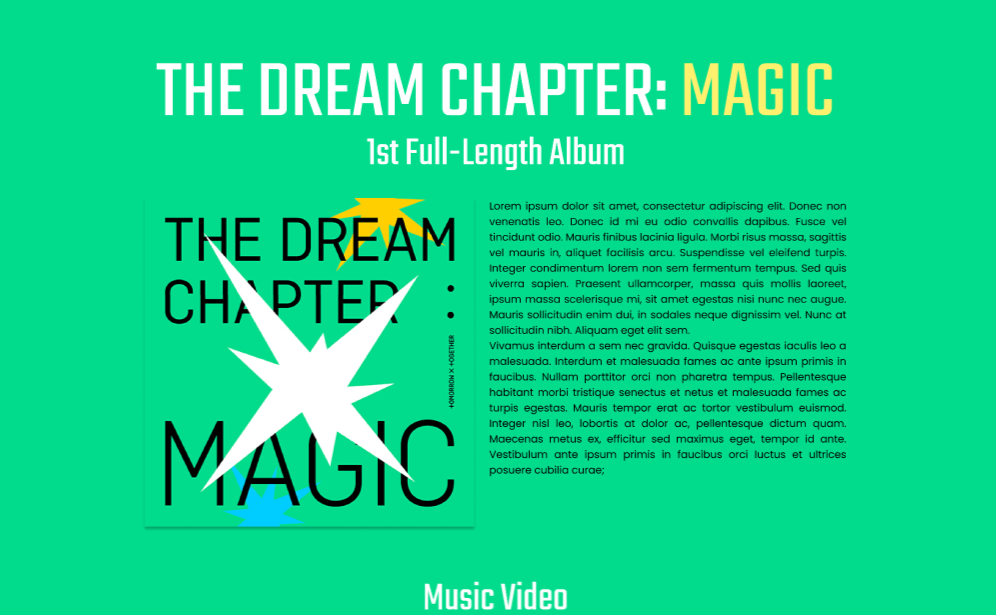 THE DREAM CHAPTER: MAGIC
1st Full-Length Album
THE DREAM
CHAPTER :
+OMORROW X +OGETHER
MAGIC
Lorem ipsum dolor sit amet, consectetur adipiscing elit. Donec non
venenatis leo. Donec id mi eu odio convallis dapibus. Fusce vel
tincidunt odio. Mauris finibus lacinia ligula. Morbi risus massa, sagittis
vel mauris in, aliquet facilisis arcu. Suspendisse vel eleifend turpis.
Integer condimentum lorem non sem fermentum tempus. Sed quis
viverra sapien. Praesent ullamcorper, massa quis mollis laoreet,
ipsum massa scelerisque mi, sit amet egestas nisi nunc nec augue.
Mauris sollicitudin enim dui, in sodales neque dignissim vel. Nunc at
sollicitudin nibh. Aliquam eget elit sem.
Vivamus interdum a sem nec gravida. Quisque egestas iaculis leo a
malesuada. Interdum et malesuada fames ac ante ipsum primis in
faucibus. Nullam porttitor orci non pharetra tempus. Pellentesque
habitant morbi tristique senectus et netus et malesuada fames ac
turpis egestas. Mauris tempor erat ac tortor vestibulum euismod.
Integer nisl leo, lobortis at dolor ac, pellentesque dictum quam.
Maecenas metus ex, efficitur sed maximus eget, tempor id ante.
Vestibulum ante ipsum primis in faucibus orci luctus et ultrices
posuere cubilia curae;
Music Video